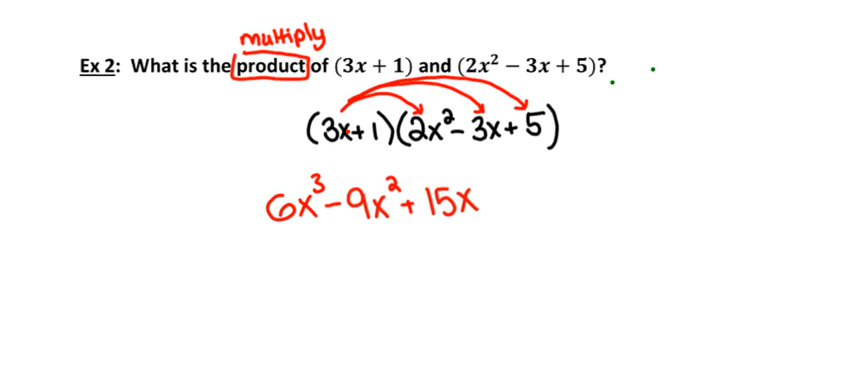 multiply
Ex 2: What is the product of (3x + 1) and (2x² − 3x + 5)?
(3x+1)(2x²-3x+5)
6x³-9x²+15x